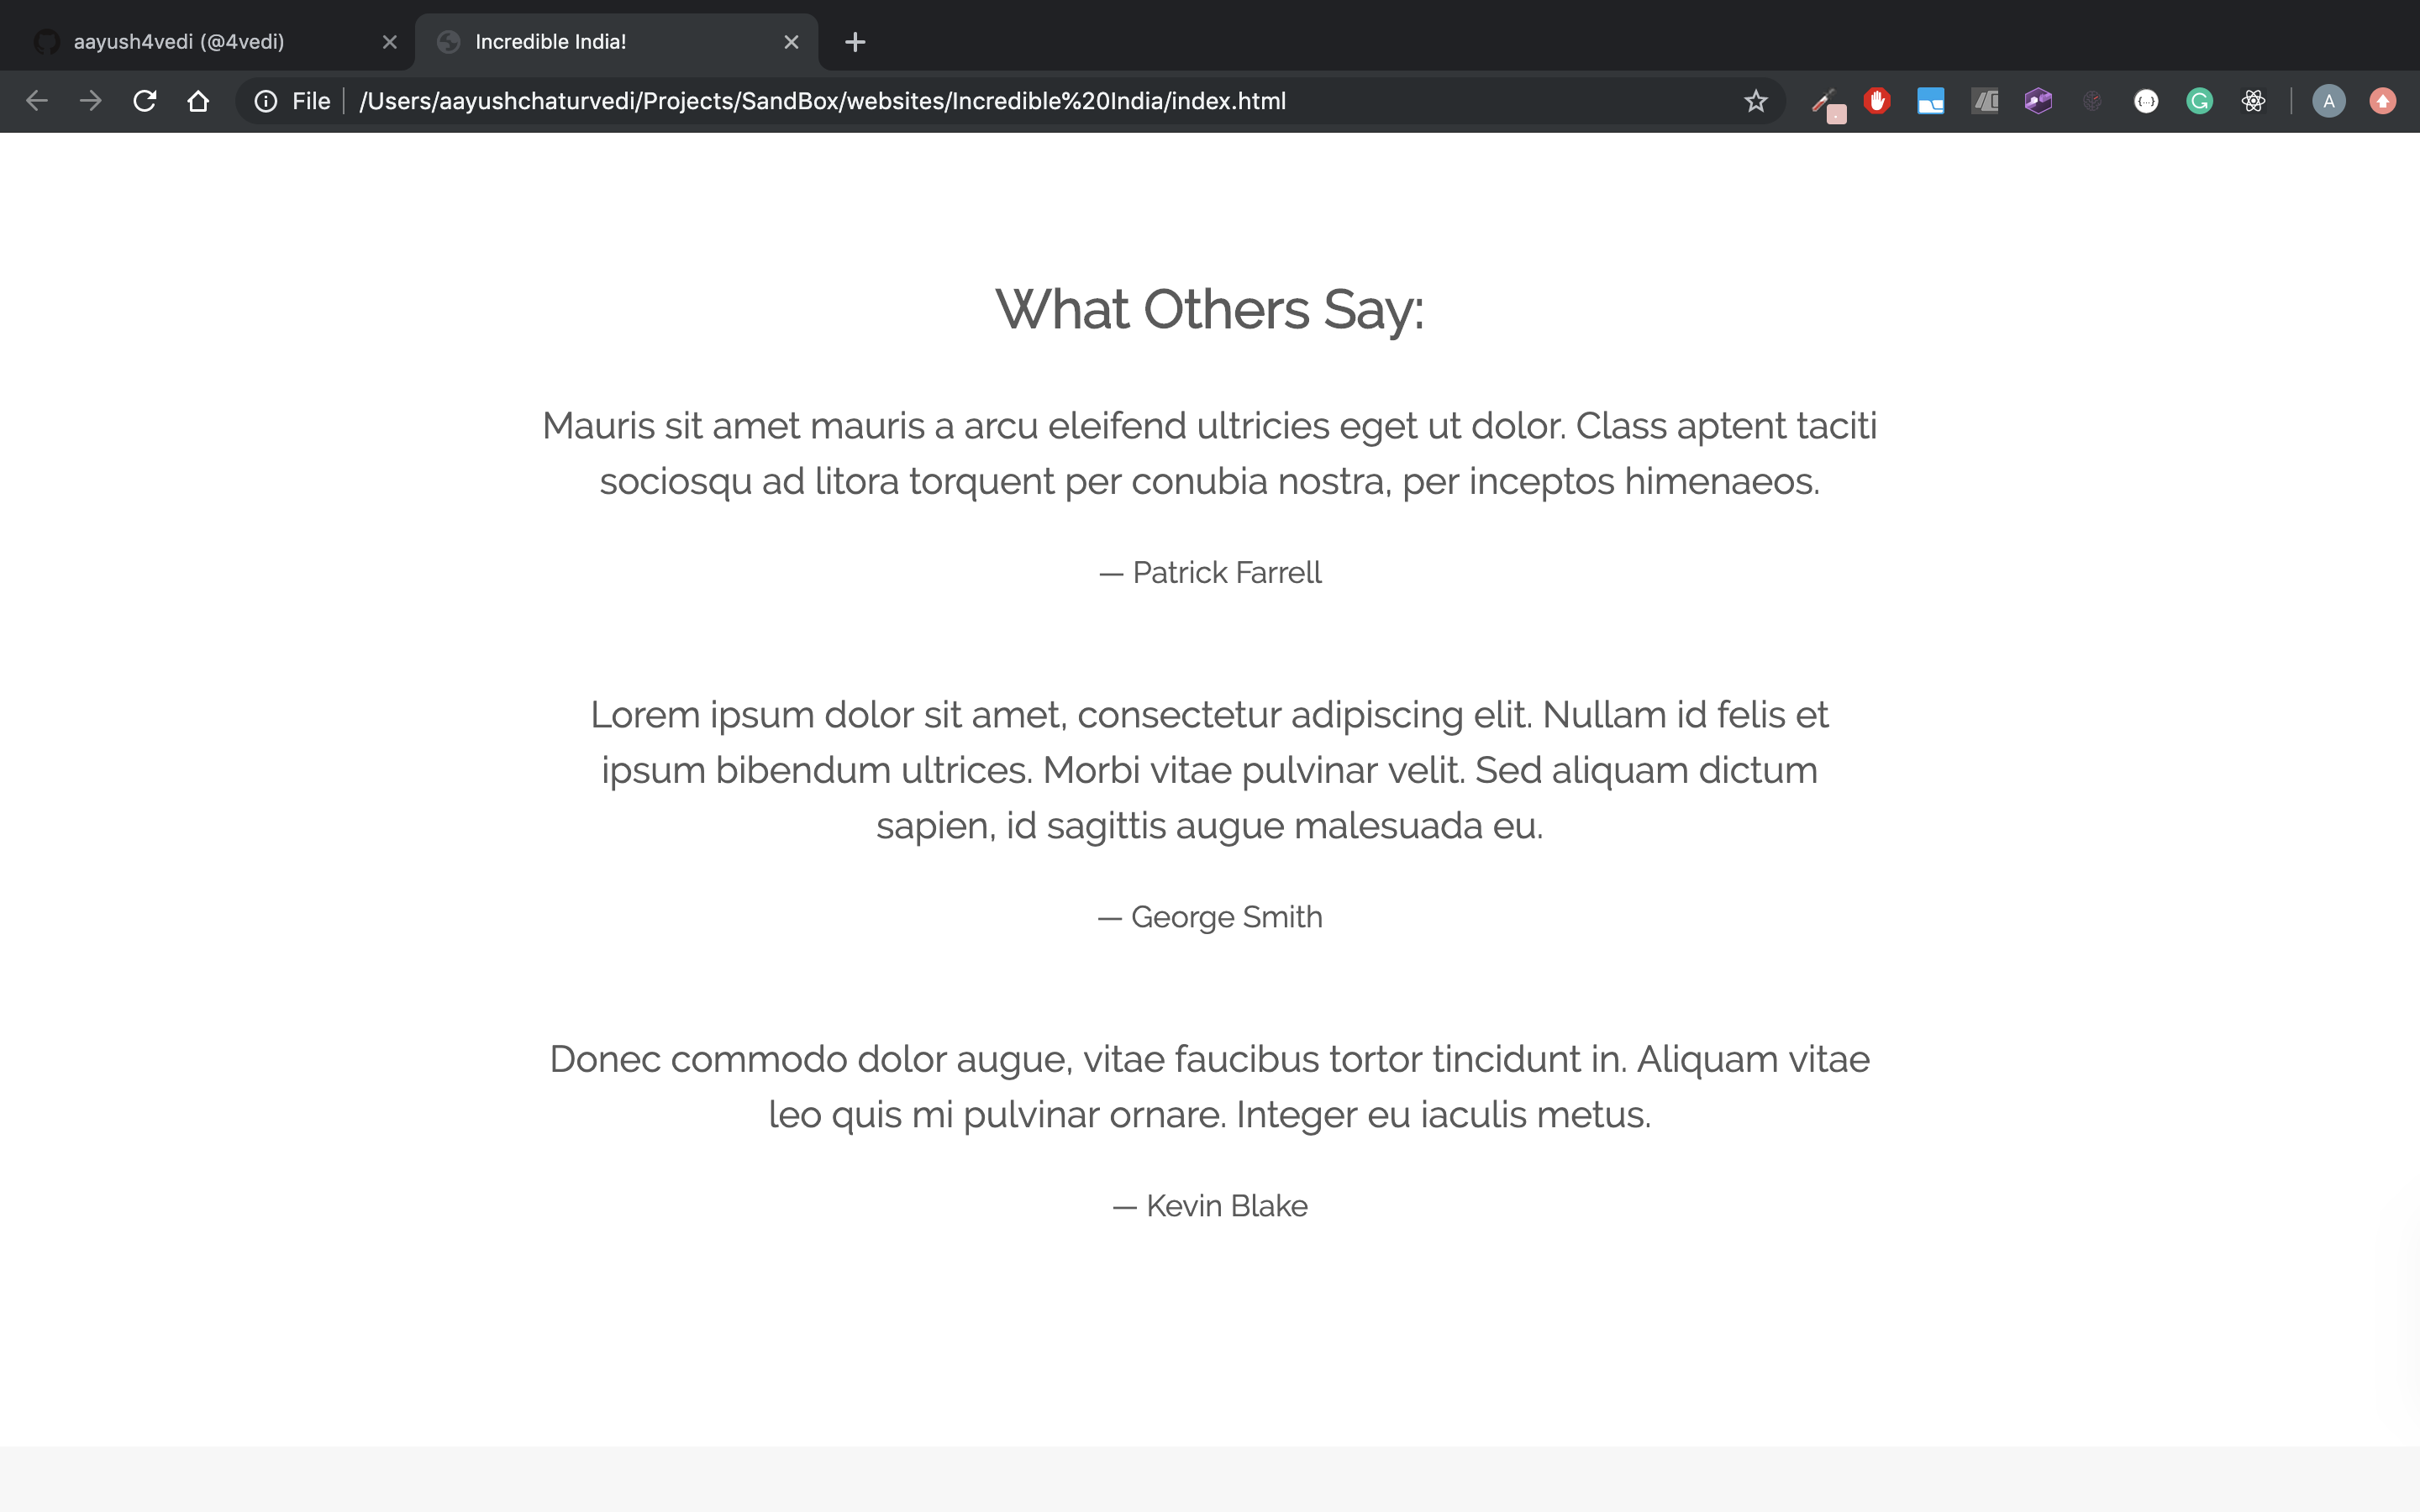 aayush4vedi (@4vedi)
Incredible India!
File
/Users/aayushchaturvedi/Projects/SandBox/websites/Incredible%20India/index.html
A
What Others Say:
Mauris sit amet mauris a arcu eleifend ultricies eget ut dolor. Class aptent taciti
sociosqu ad litora torquent per conubia nostra, per inceptos himenaeos.
— Patrick Farrell
Lorem ipsum dolor sit amet, consectetur adipiscing elit. Nullam id felis et
ipsum bibendum ultrices. Morbi vitae pulvinar velit. Sed aliquam dictum
sapien, id sagittis augue malesuada eu.
— George Smith
Donec commodo dolor augue, vitae faucibus tortor tincidunt in. Aliquam vitae
leo quis mi pulvinar ornare. Integer eu iaculis metus.
— Kevin Blake